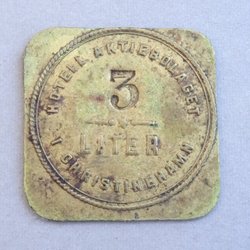 HOTELL AKTIEBOLAGET
3
LITER
I CHRISTINEHAMN